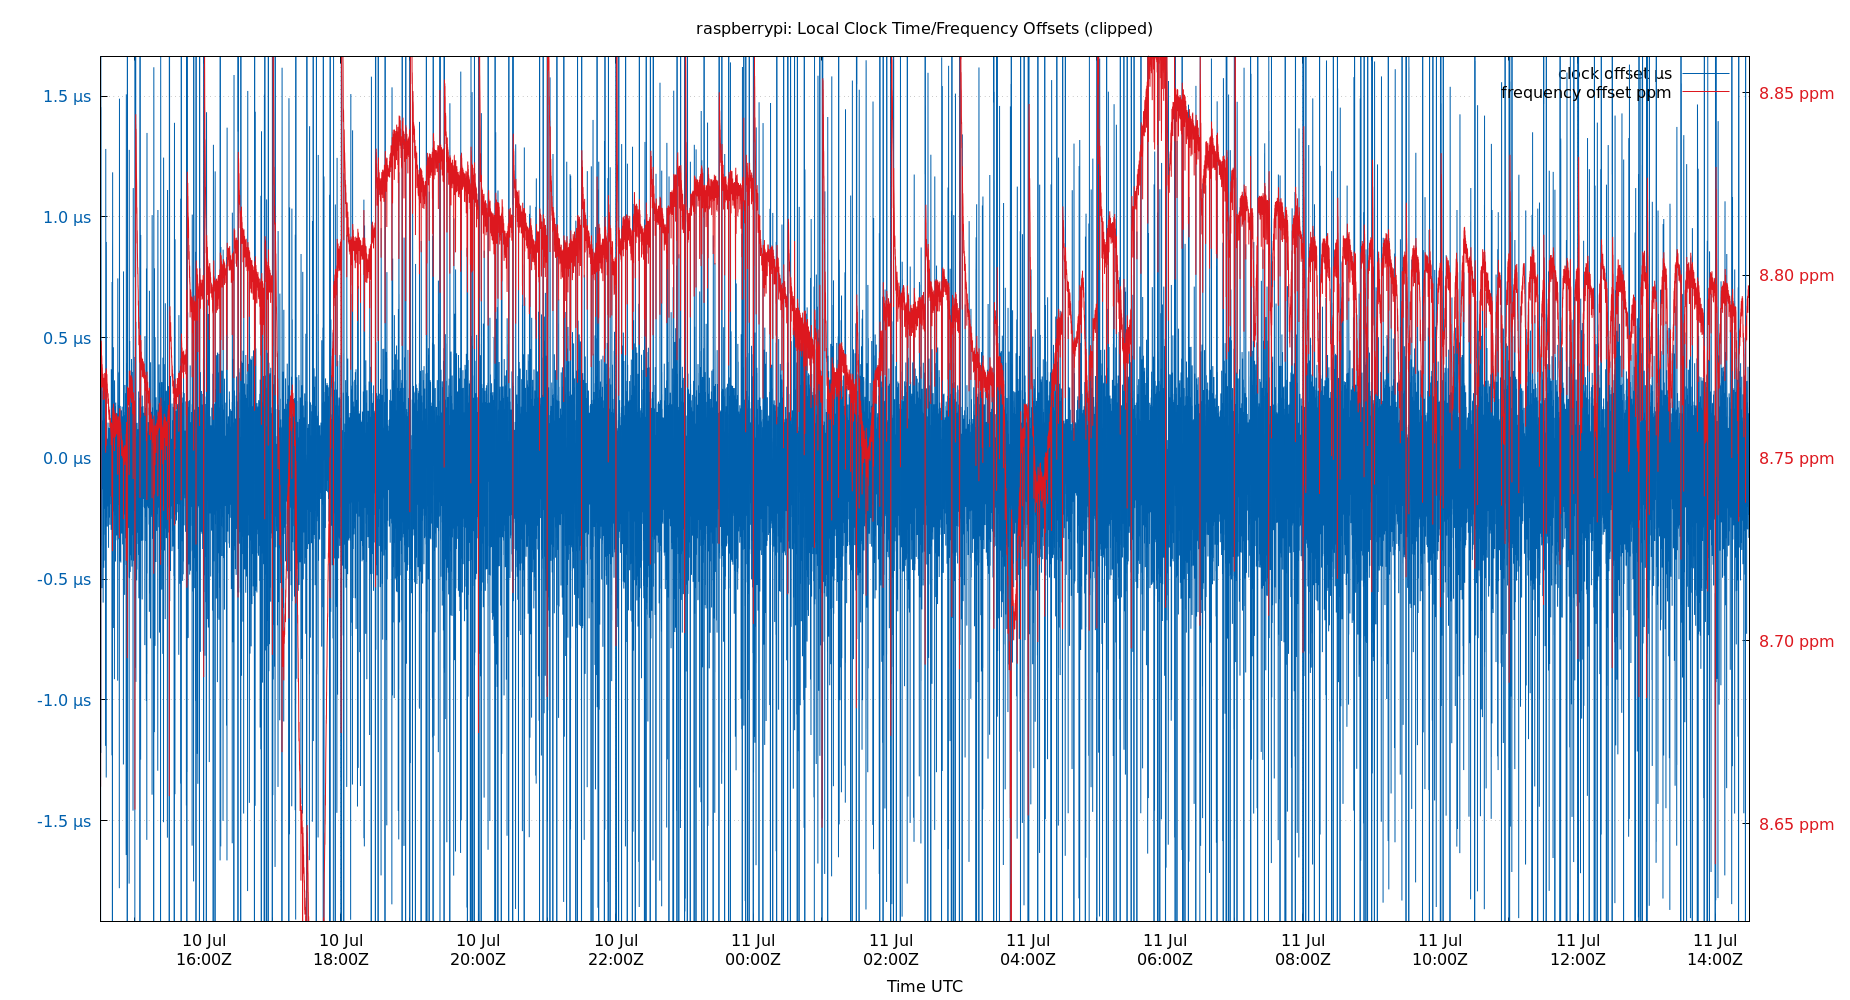 raspberrypi: Local Clock Time/Frequency Offsets (clipped)
clock offset µs
frequency offset ppm
1.5 µs
1.0 µs
0.5 µs
0.0 µs
-0.5 µs
-1.0 µs
-1.5 µs
8.85 ppm
8.80 ppm
8.75 ppm
8.70 ppm
8.65 ppm
10 Jul 10 Jul 10 Jul 10 Jul 11 Jul 11 Jul 11 Jul 11 Jul 11 Jul 11 Jul 11 Jul 11 Jul
16:00Z 18:00Z 20:00Z 22:00Z 00:00Z 02:00Z 04:00Z 06:00Z 08:00Z 10:00Z 12:00Z 14:00Z
Time UTC